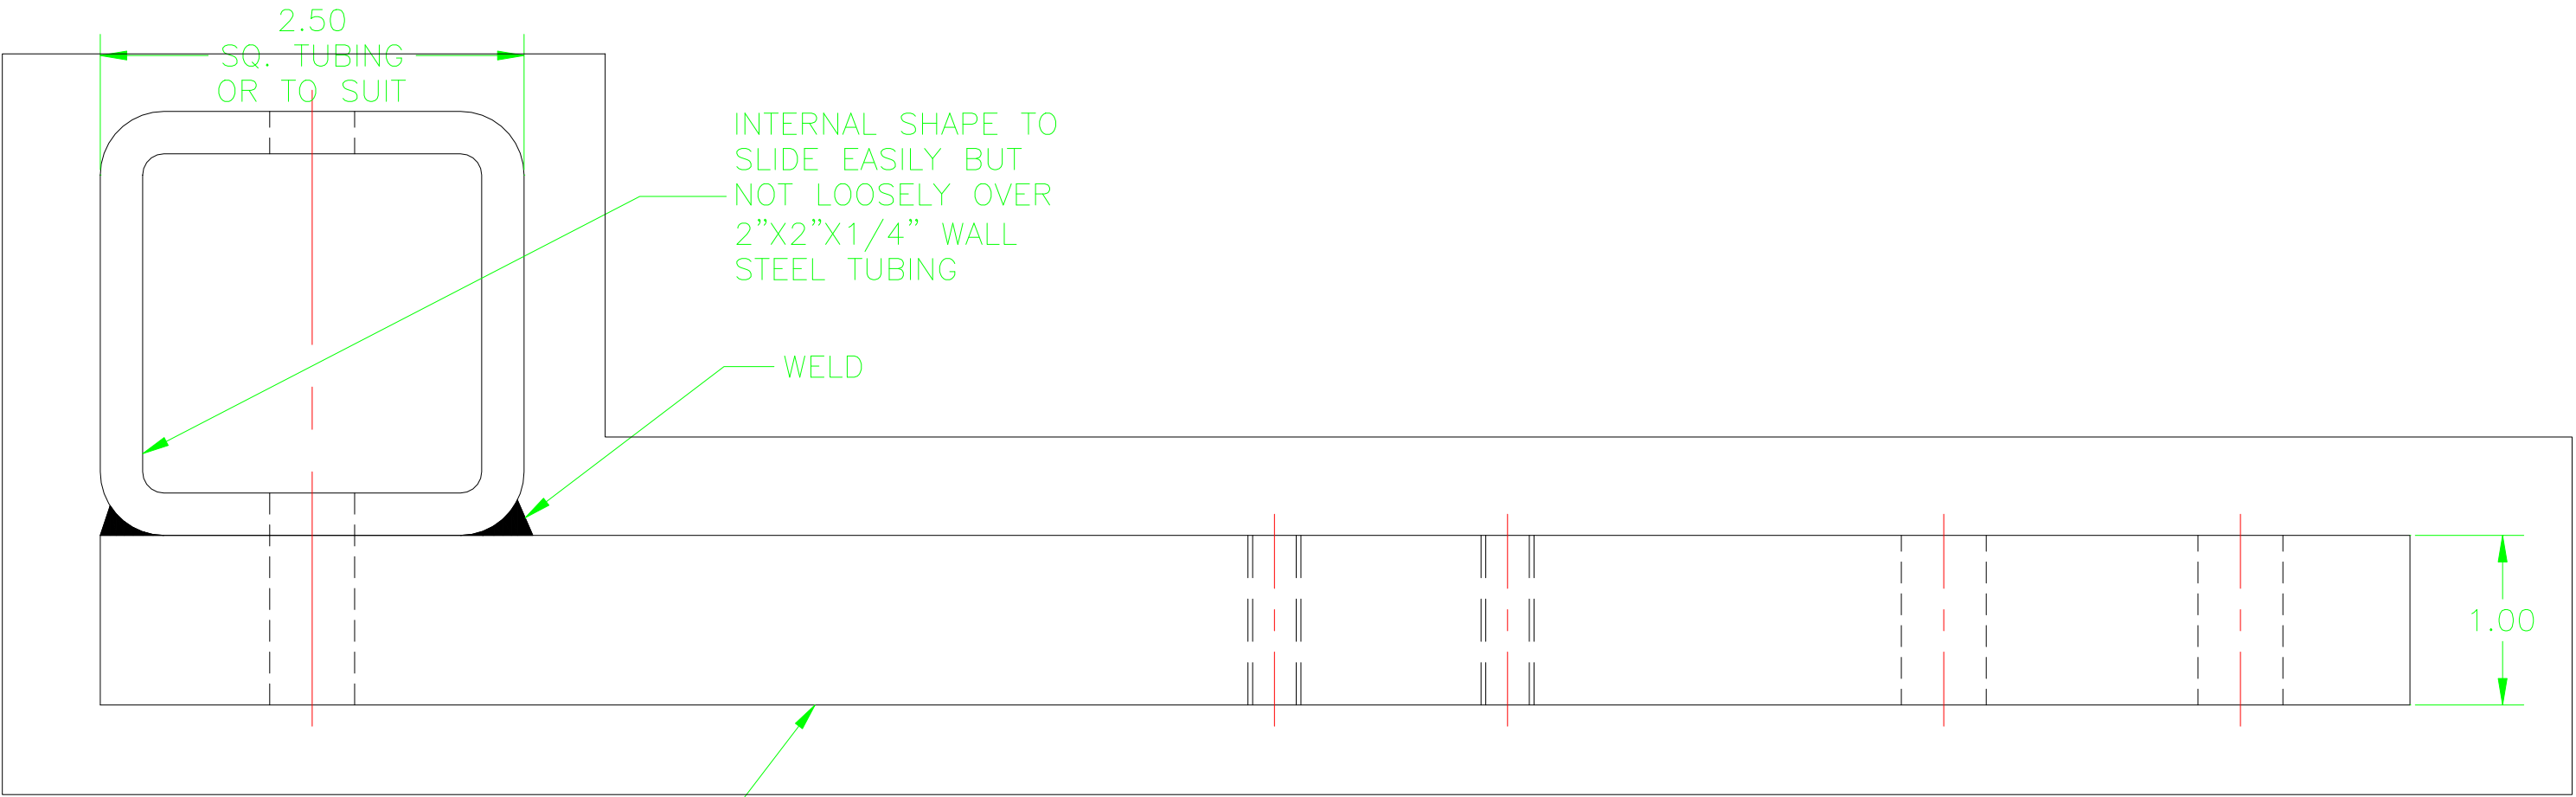 2.50
SQ. TUBING
OR TO SUIT
INTERNAL SHAPE TO
SLIDE EASILY BUT
NOT LOOSELY OVER
2”X2”X1/4” WALL
STEEL TUBING
WELD
1.00